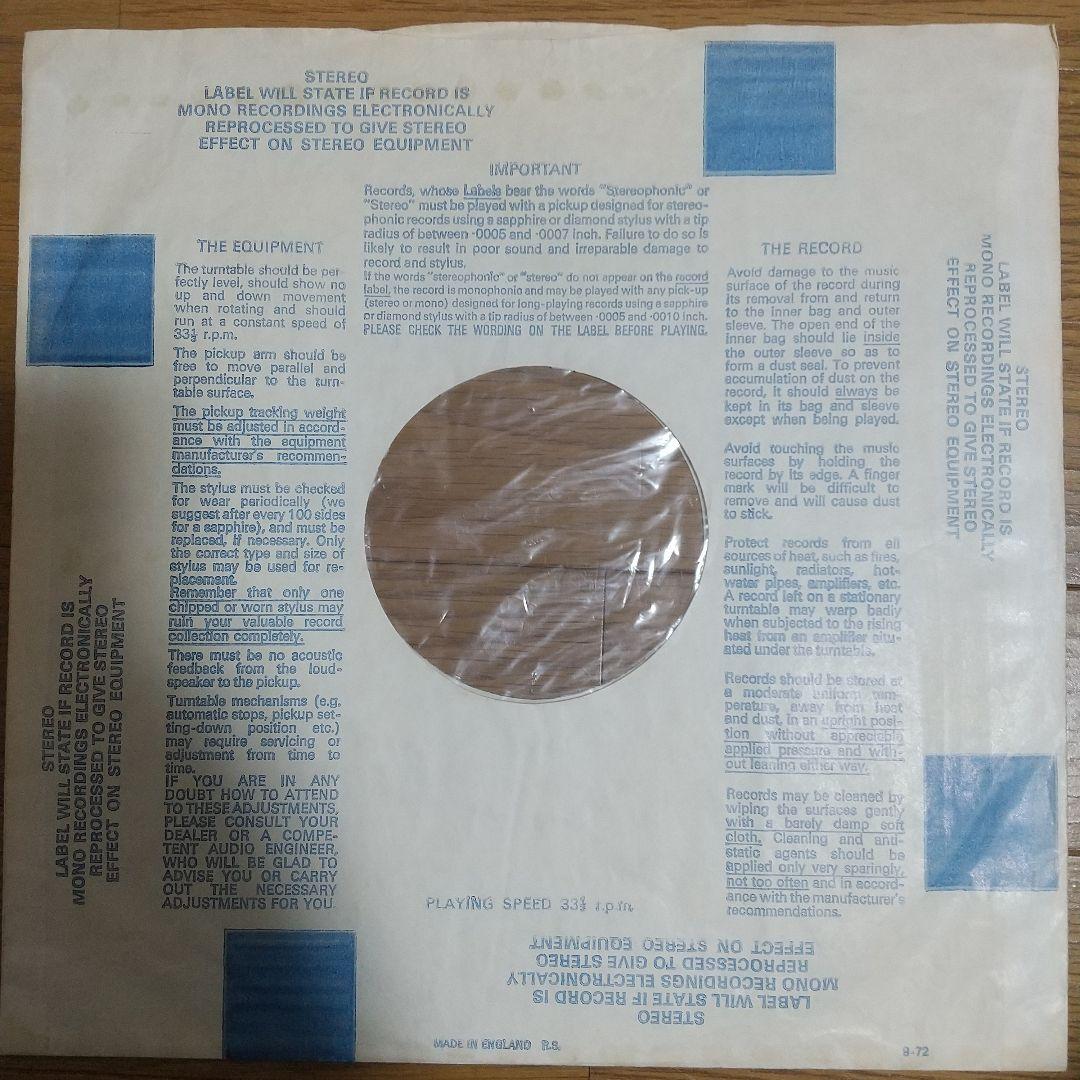 STEREO
LABEL WILL STATE IF RECORD IS
MONO RECORDINGS ELECTRONICALLY
REPROCESSED TO GIVE STEREO
EFFECT ON STEREO EQUIPMENT
IMPORTANT
Records, whose Labels bear the words "Stereophonic" or
"Stereo" must be played with a pickup designed for stereo-
phonic records using a sapphire or diamond stylus with a tip
radius of between ·0005 and ·0007 inch. Failure to do so is
likely to result in poor sound and irreparable damage to
record and stylus.
If the words "stereophonic" or "stereo" do not appear on the record
label, the record is monophonic and may be played with any pick-up
(stereo or mono) designed for long-playing records using a sapphire
or diamond stylus with a tip radius of between ·0005 and ·0010 inch.
PLEASE CHECK THE WORDING ON THE LABEL BEFORE PLAYING.
THE EQUIPMENT
The turntable should be per-
fectly level, should show no
up and down movement
when rotating and should
run at a constant speed of
33⅓ r.p.m.
The pickup arm should be
free to move parallel and
perpendicular to the turn-
table surface.
The pickup tracking weight
must be adjusted in accord-
ance with the equipment
manufacturer's recommen-
dations.
The stylus must be checked
for wear periodically (we
suggest after every 100 sides
for a sapphire), and must be
replaced, if necessary. Only
the correct type and size of
stylus may be used for re-
placement.
Remember that only one
chipped or worn stylus may
ruin your valuable record
collection completely.
There must be no acoustic
feedback from the loud-
speaker to the pickup.
Turntable mechanisms (e.g.
automatic stops, pickup set-
ting-down position etc.)
may require servicing or
adjustment from time to
time.
IF YOU ARE IN ANY
DOUBT HOW TO ATTEND
TO THESE ADJUSTMENTS,
PLEASE CONSULT YOUR
DEALER OR A COMPE-
TENT AUDIO ENGINEER,
WHO WILL BE GLAD TO
ADVISE YOU OR CARRY
OUT THE NECESSARY
ADJUSTMENTS FOR YOU.
THE RECORD
Avoid damage to the music
surface of the record during
its removal from and return
to the inner bag and outer
sleeve. The open end of the
inner bag should lie inside
the outer sleeve so as to
form a dust seal. To prevent
accumulation of dust on the
record, it should always be
kept in its bag and sleeve
except when being played.
Avoid touching the music
surfaces by holding the
record by its edge. A finger
mark will be difficult to
remove and will cause dust
to stick.
Protect records from all
sources of heat, such as fires,
sunlight, radiators, hot-
water pipes, amplifiers, etc.
A record left on a stationary
turntable may warp badly
when subjected to the rising
heat from an amplifier situ-
ated under the turntable.
Records should be stored at
a moderate uniform tem-
perature, away from heat
and dust, in an upright posi-
tion without appreciable
applied pressure and with-
out leaning either way.
Records may be cleaned by
wiping the surfaces gently
with a barely damp soft
cloth. Cleaning and anti-
static agents should be
applied only very sparingly,
not too often and in accord-
ance with the manufacturer's
recommendations.
STEREO
LABEL WILL STATE IF RECORD IS
MONO RECORDINGS ELECTRONICALLY
REPROCESSED TO GIVE STEREO
EFFECT ON STEREO EQUIPMENT
STEREO
LABEL WILL STATE IF RECORD IS
MONO RECORDINGS ELECTRONICALLY
REPROCESSED TO GIVE STEREO
EFFECT ON STEREO EQUIPMENT
PLAYING SPEED 33⅓ r.p.m.
STEREO
LABEL WILL STATE IF RECORD IS
MONO RECORDINGS ELECTRONICALLY
REPROCESSED TO GIVE STEREO
EFFECT ON STEREO EQUIPMENT
MADE IN ENGLAND R.S.
9-72